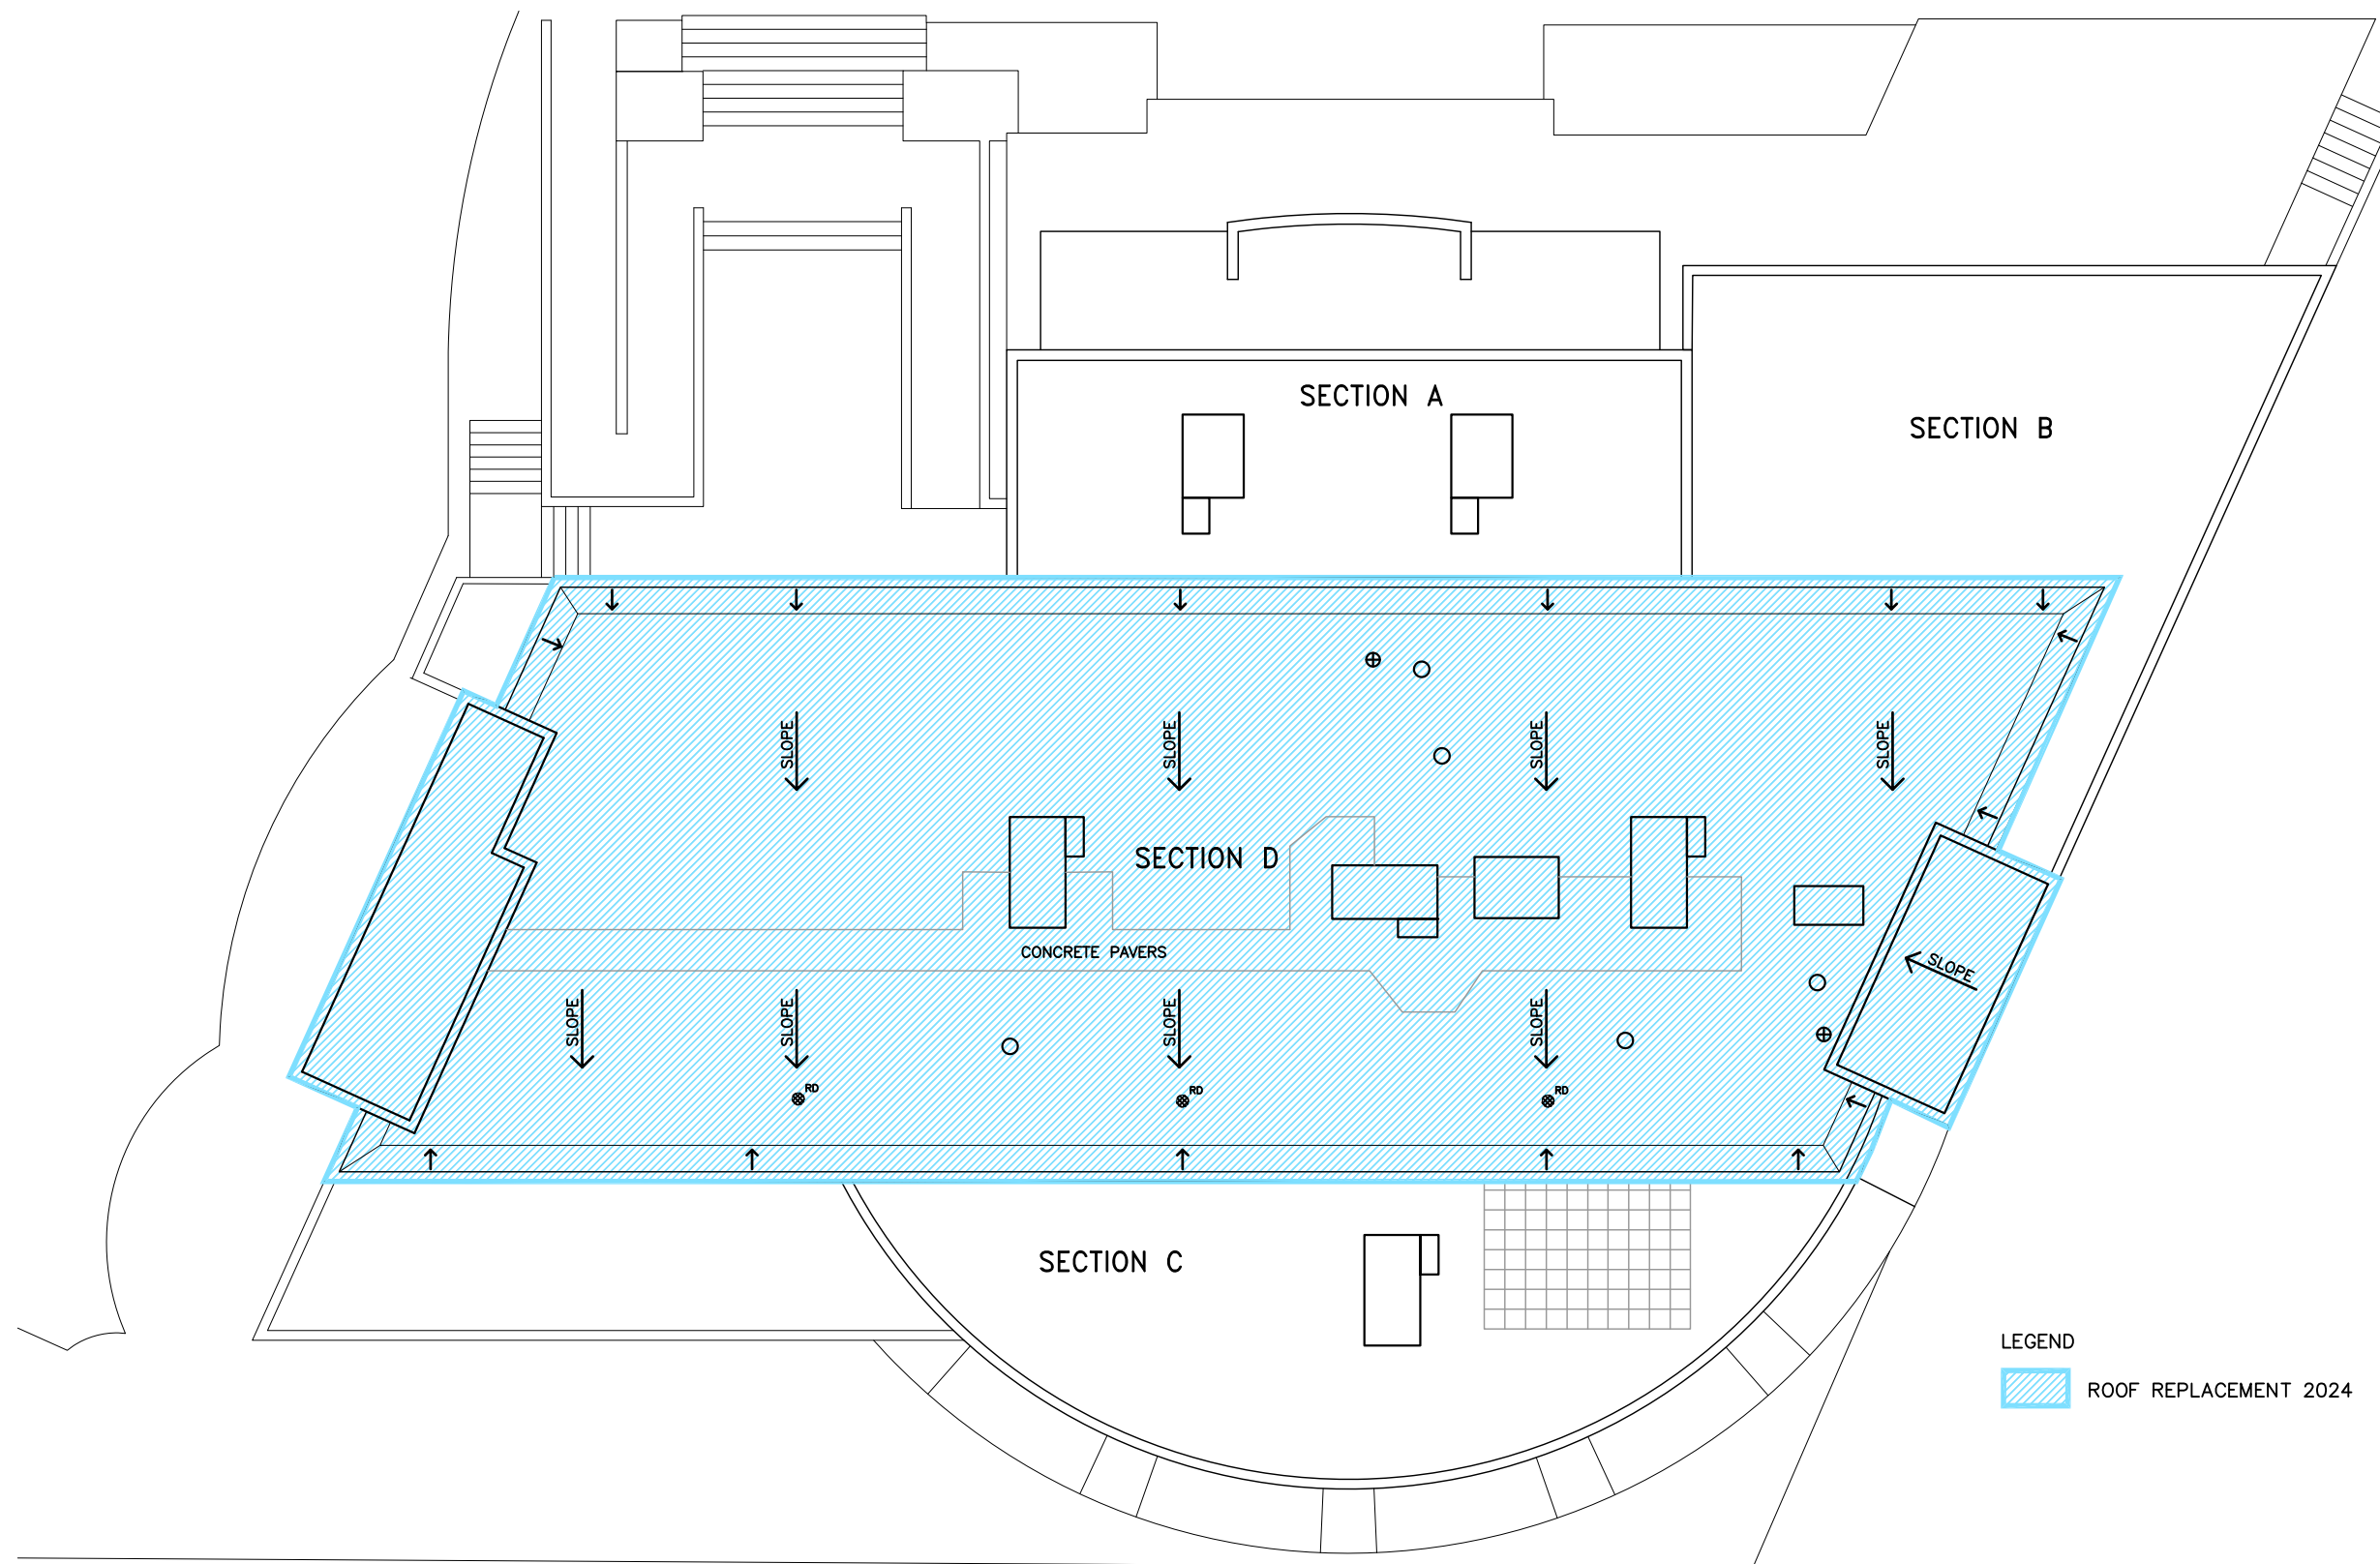 SECTION A
SECTION B
SLOPE
SLOPE
SLOPE
SLOPE
SECTION D
CONCRETE PAVERS
SLOPE
SLOPE
SLOPE
SLOPE
SLOPE
RD
RD
RD
SECTION C
LEGEND
ROOF REPLACEMENT 2024